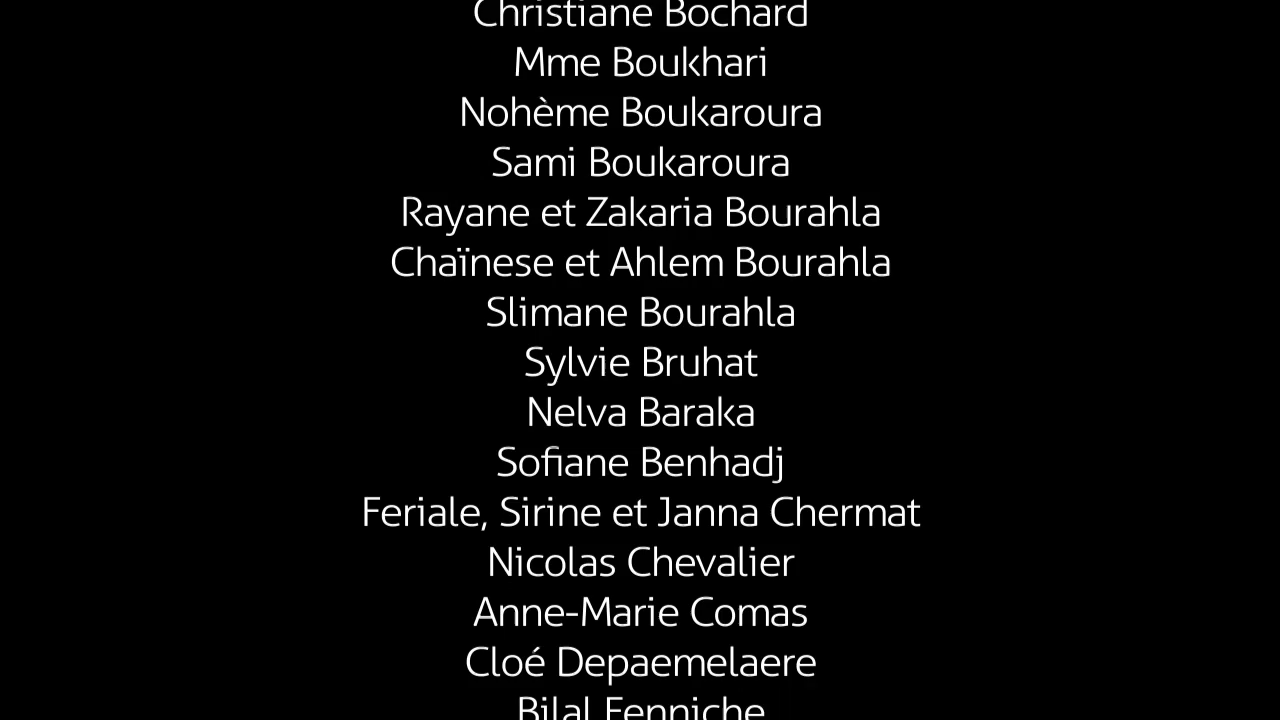 Christiane Bochard
Mme Boukhari
Nohème Boukaroura
Sami Boukaroura
Rayane et Zakaria Bourahla
Chaïnese et Ahlem Bourahla
Slimane Bourahla
Sylvie Bruhat
Nelva Baraka
Sofiane Benhadj
Feriale, Sirine et Janna Chermat
Nicolas Chevalier
Anne-Marie Comas
Cloé Depaemelaere
Bilal Fenniche